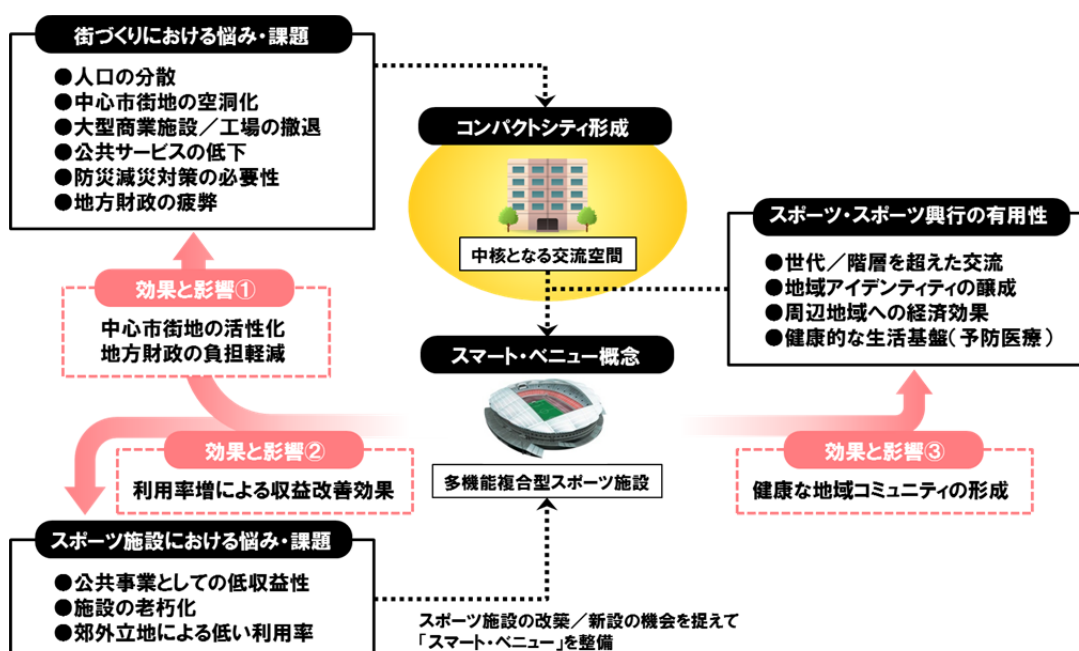 街づくりにおける悩み・課題
●人口の分散
●中心市街地の空洞化
●大型商業施設／工場の撤退
●公共サービスの低下
●防災減災対策の必要性
●地方財政の疲弊
コンパクトシティ形成
中核となる交流空間
スポーツ・スポーツ興行の有用性
●世代／階層を超えた交流
●地域アイデンティティの醸成
●周辺地域への経済効果
●健康的な生活基盤（予防医療）
効果と影響①
中心市街地の活性化
地方財政の負担軽減
スマート・ベニュー概念
多機能複合型スポーツ施設
効果と影響②
利用率増による収益改善効果
効果と影響③
健康な地域コミュニティの形成
スポーツ施設における悩み・課題
●公共事業としての低収益性
●施設の老朽化
●郊外立地による低い利用率
スポーツ施設の改築／新設の機会を捉えて
「スマート・ベニュー」を整備